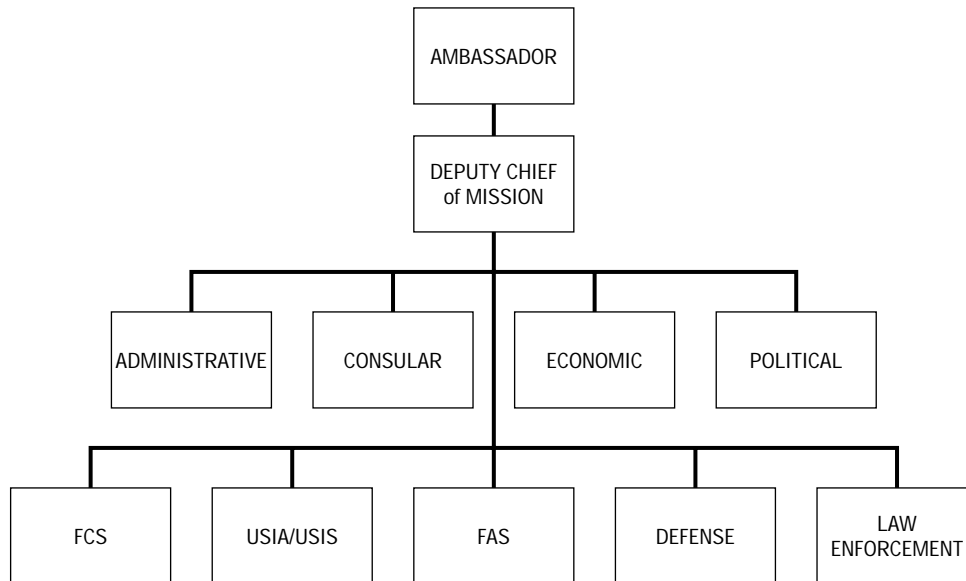 AMBASSADOR
DEPUTY CHIEF
of MISSION
ADMINISTRATIVE
CONSULAR
ECONOMIC
POLITICAL
FCS
USIA/USIS
FAS
DEFENSE
LAW
ENFORCEMENT